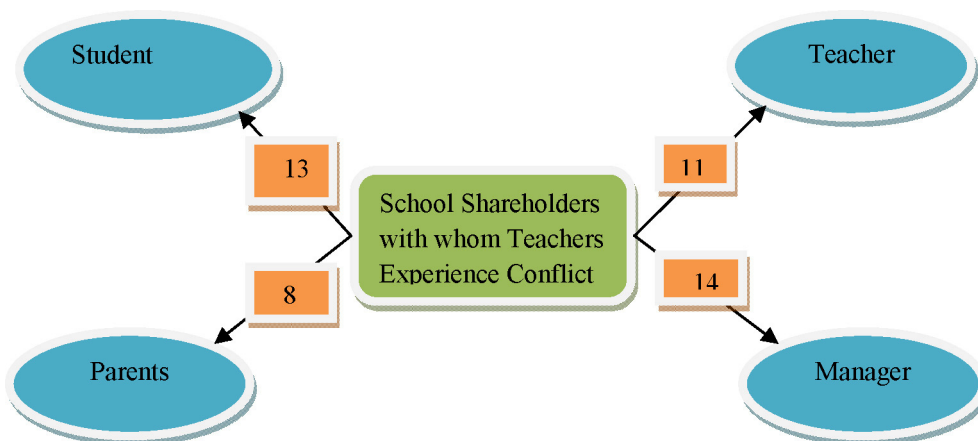 Student
Teacher
13
11
School Shareholders
with whom Teachers
Experience Conflict
8
14
Parents
Manager